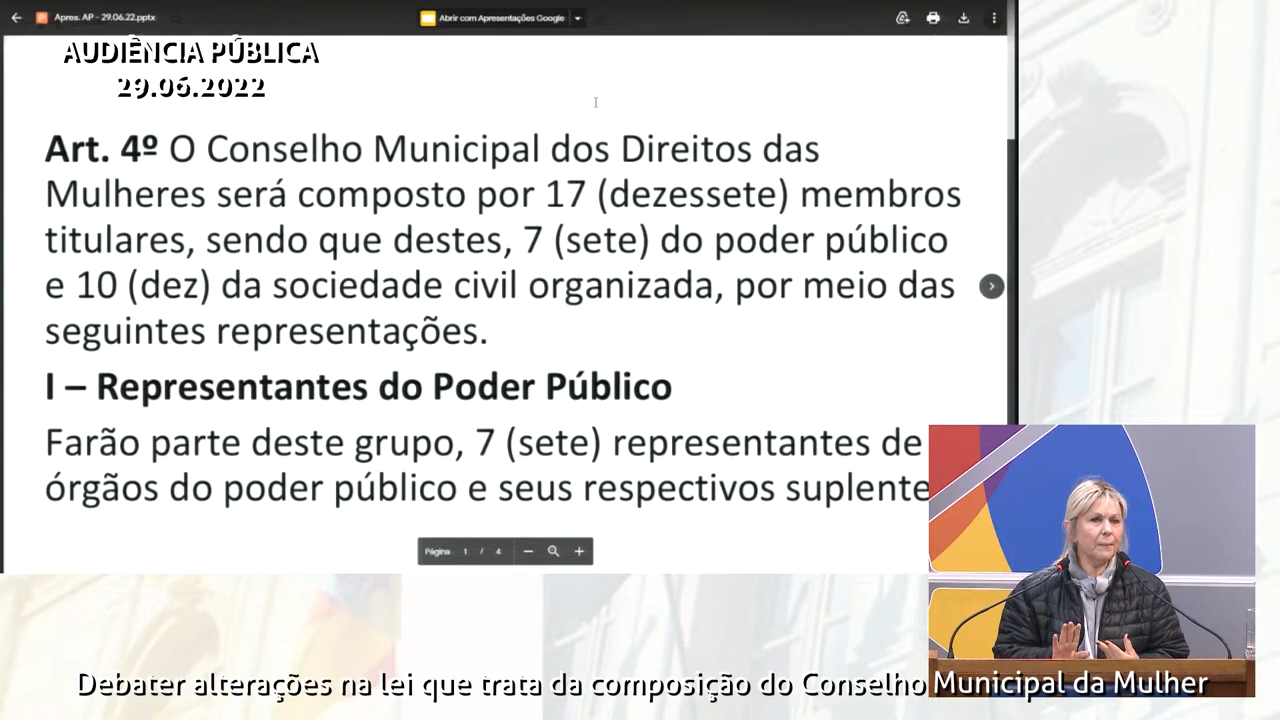 Apres. AP - 29.06.22.pptx
Abrir com Apresentações Google
AUDIÊNCIA PÚBLICA
29.06.2022
Art. 4º O Conselho Municipal dos Direitos das
Mulheres será composto por 17 (dezessete) membros
titulares, sendo que destes, 7 (sete) do poder público
e 10 (dez) da sociedade civil organizada, por meio das
seguintes representações.
I – Representantes do Poder Público
Farão parte deste grupo, 7 (sete) representantes de
órgãos do poder público e seus respectivos suplente
Página 1 / 4
Debater alterações na lei que trata da composição do Conselho Municipal da Mulher